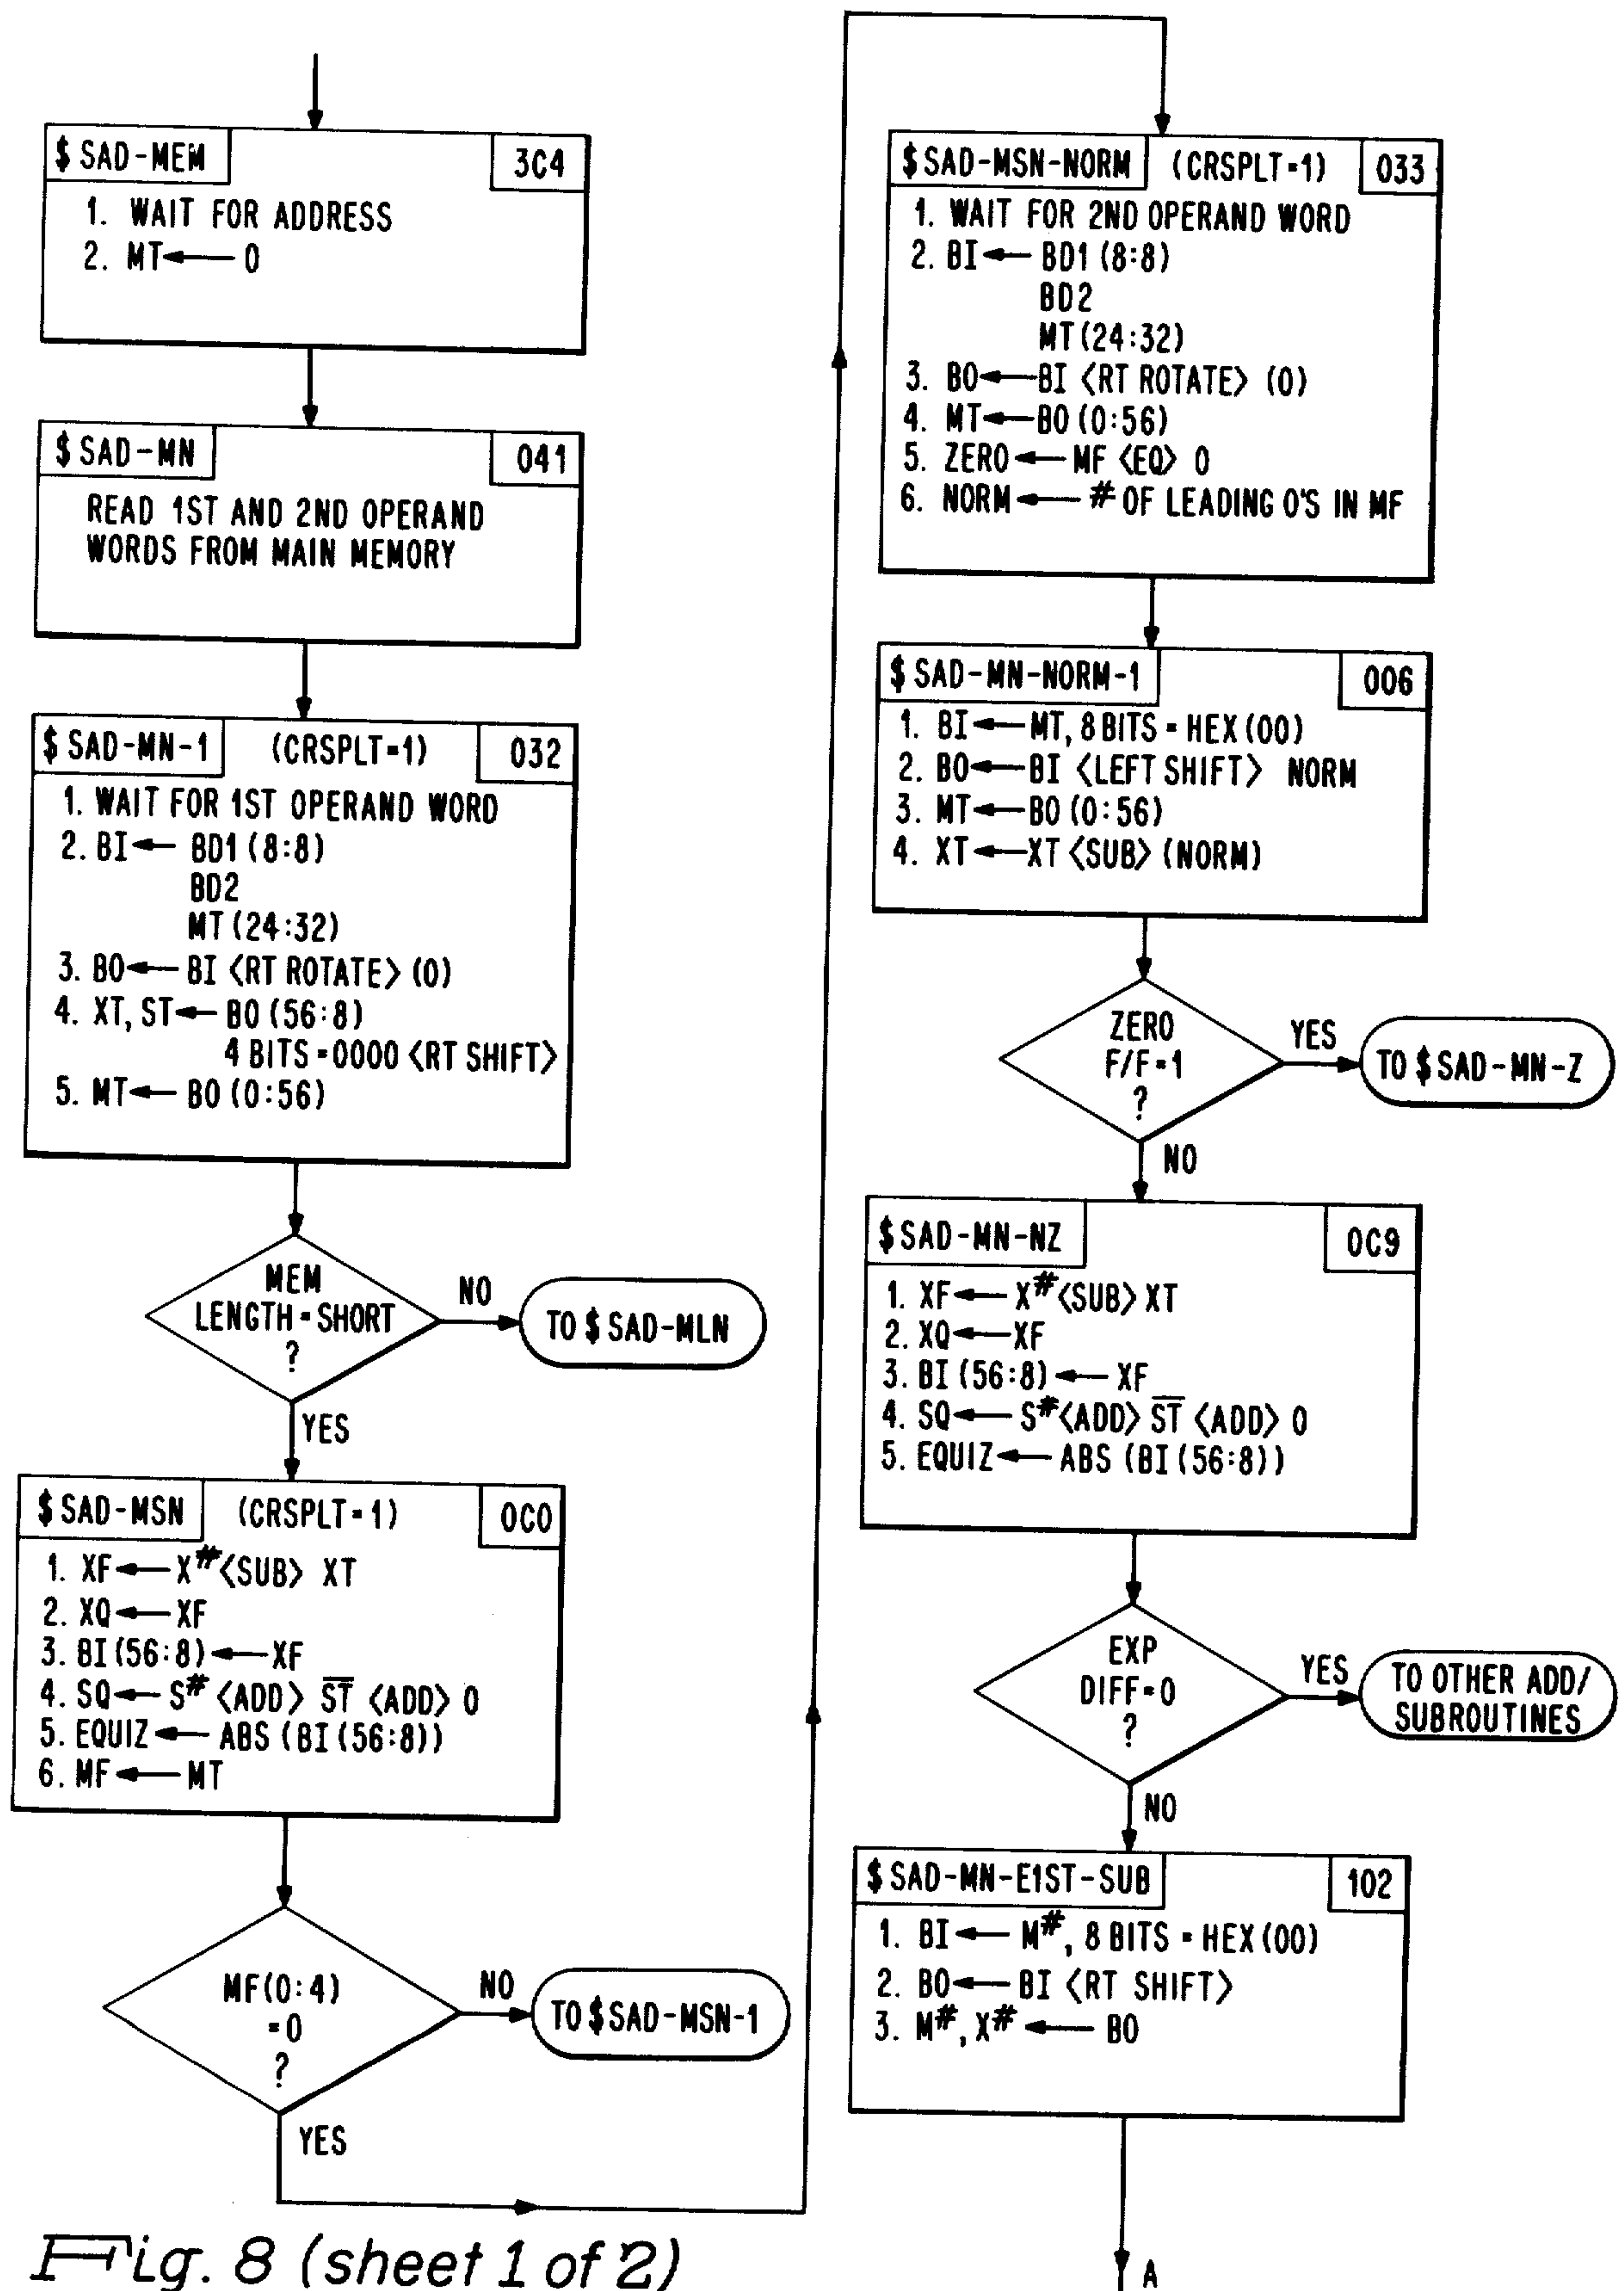 $ SAD-MEM 3C4
1. WAIT FOR ADDRESS
2. MT ← 0
$ SAD-MN 041
READ 1ST AND 2ND OPERAND
WORDS FROM MAIN MEMORY
$ SAD-MN-1 (CRSPLT=1) 032
1. WAIT FOR 1ST OPERAND WORD
2. BI ← BD1 (8:8)
BD2
MT (24:32)
3. BO ← BI <RT ROTATE> (0)
4. XT, ST ← BO (56:8)
4 BITS = 0000 <RT SHIFT>
5. MT ← BO (0:56)
MEM
LENGTH = SHORT
?
NO
TO $ SAD-MLN
YES
$ SAD-MSN (CRSPLT=1) 0C0
1. XF ← X# <SUB> XT
2. XQ ← XF
3. BI (56:8) ← XF
4. SQ ← S# <ADD> S̅T̅ <ADD> 0
5. EQUIZ ← ABS (BI (56:8))
6. MF ← MT
MF(0:4)
=0
?
NO
TO $ SAD-MSN-1
YES
$ SAD-MSN-NORM (CRSPLT=1) 033
1. WAIT FOR 2ND OPERAND WORD
2. BI ← BD1 (8:8)
BD2
MT (24:32)
3. BO ← BI <RT ROTATE> (0)
4. MT ← BO (0:56)
5. ZERO ← MF <EQ> 0
6. NORM ← # OF LEADING 0'S IN MF
$ SAD-MN-NORM-1 006
1. BI ← MT, 8 BITS = HEX (00)
2. BO ← BI <LEFT SHIFT> NORM
3. MT ← BO (0:56)
4. XT ← XT <SUB> (NORM)
ZERO
F/F=1
?
YES
TO $ SAD-MN-Z
NO
$ SAD-MN-NZ 0C9
1. XF ← X# <SUB> XT
2. XQ ← XF
3. BI (56:8) ← XF
4. SQ ← S# <ADD> S̅T̅ <ADD> 0
5. EQUIZ ← ABS (BI (56:8))
EXP
DIFF=0
?
YES
TO OTHER ADD/
SUBROUTINES
NO
$ SAD-MN-E1ST-SUB 102
1. BI ← M#, 8 BITS = HEX (00)
2. BO ← BI <RT SHIFT>
3. M#, X# ← BO
A
Fig. 8 (sheet 1 of 2)